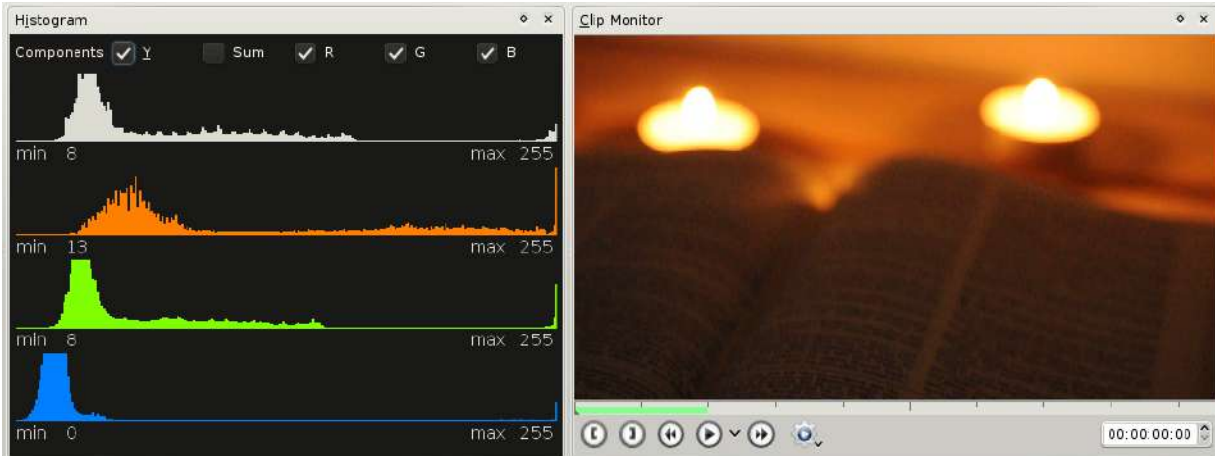 Histogram
Components Y Sum R G B
min 8 max 255
min 13 max 255
min 8 max 255
min 0 max 255
Clip Monitor
00:00:00:00